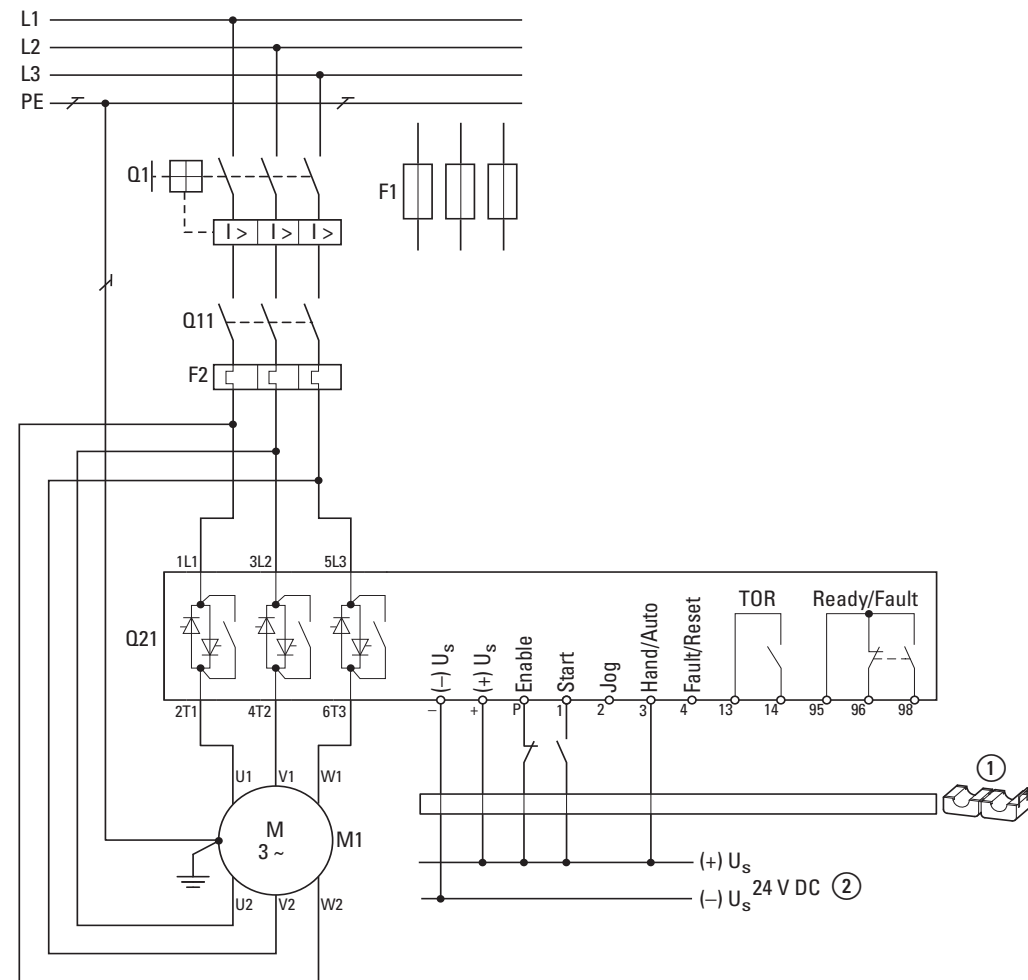 L1
L2
L3
PE
Q1
I > I > I >
F1
Q11
F2
1L1 3L2 5L3
Q21
(–) Us
(+) Us
Enable
Start
Jog
Hand/Auto
Fault/Reset
TOR
Ready/Fault
2T1 4T2 6T3
– + P 1 2 3 4 13 14 95 96 98
U1 V1 W1
M
3 ~
M1
U2 V2 W2
1
(+) Us
24 V DC 2
(–) Us